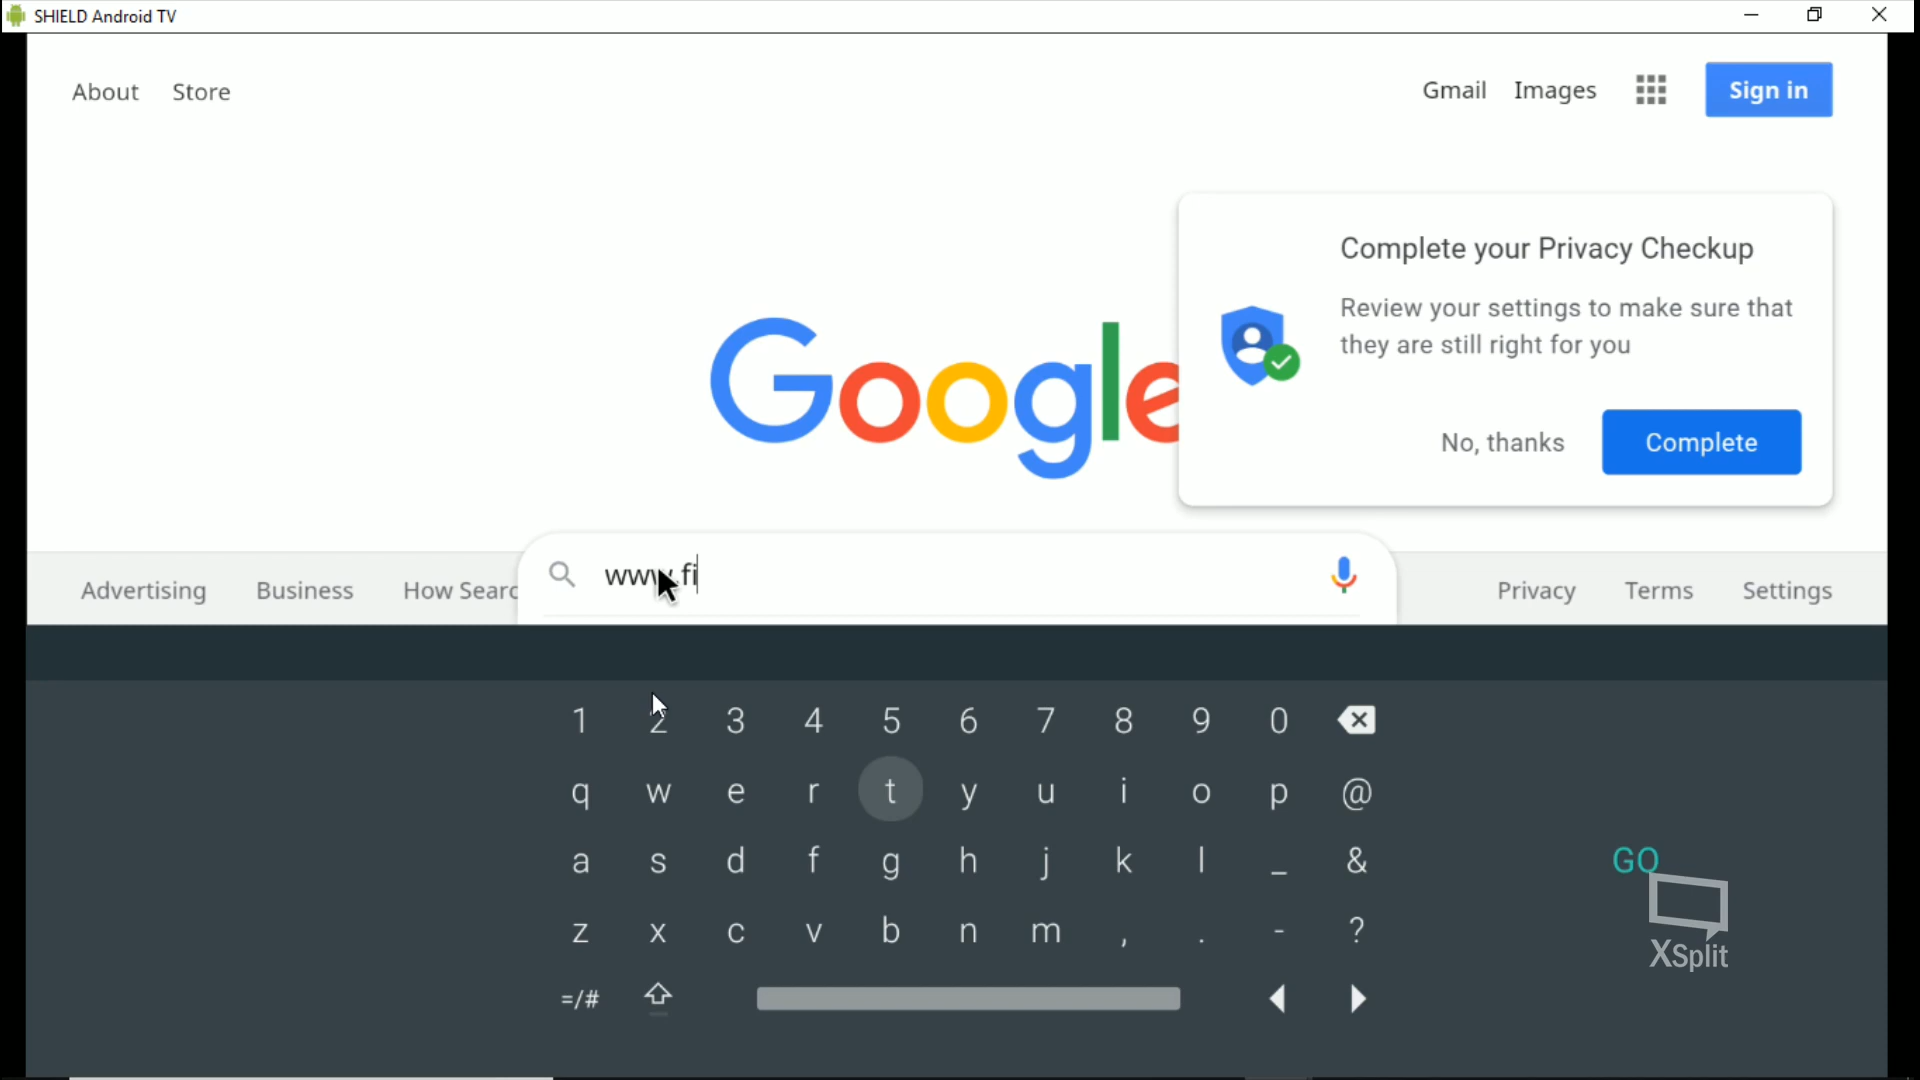 SHIELD Android TV
About Store
Gmail Images Sign in
Complete your Privacy Checkup
Review your settings to make sure that
they are still right for you
No, thanks Complete
Google
www.fi
Advertising Business How Searc
Privacy Terms Settings
1 2 3 4 5 6 7 8 9 0
q w e r t y u i o p @
a s d f g h j k l _ &
GO
z x c v b n m , . - ?
XSplit
=/#